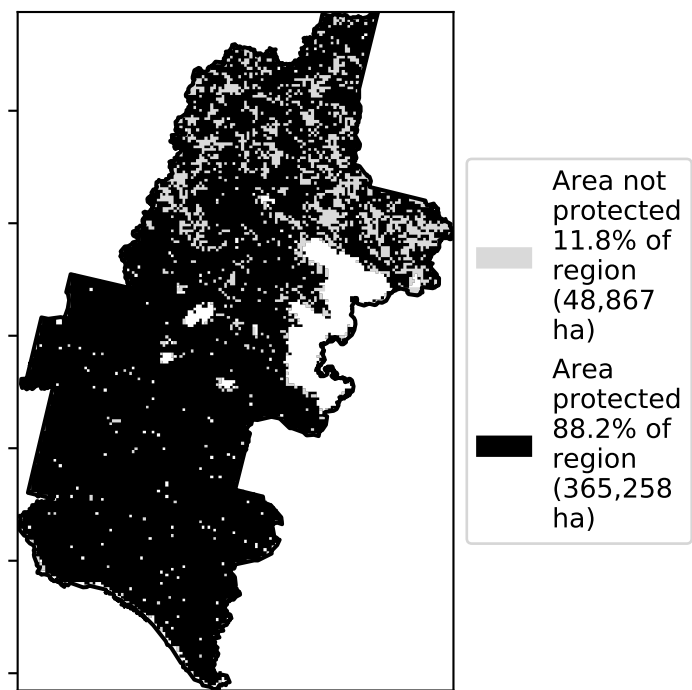 Area not
protected
11.8% of
region
(48,867
ha)
Area
protected
88.2% of
region
(365,258
ha)